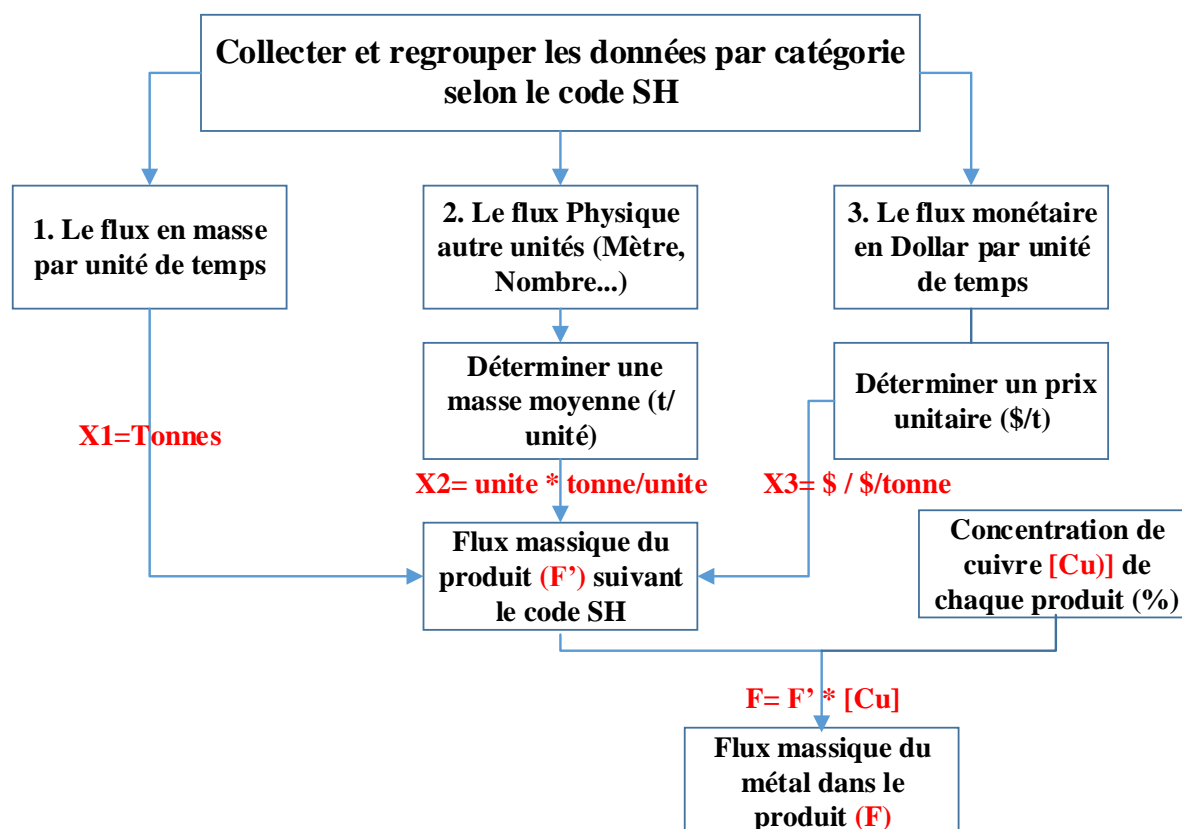 Collecter et regrouper les données par catégorie
selon le code SH
1. Le flux en masse
par unité de temps
2. Le flux Physique
autre unités (Mètre,
Nombre...)
3. Le flux monétaire
en Dollar par unité
de temps
Déterminer une
masse moyenne (t/
unité)
Déterminer un prix
unitaire ($/t)
X1=Tonnes
X2= unite * tonne/unite
X3= $ / $/tonne
Flux massique du
produit (F’) suivant
le code SH
Concentration de
cuivre [Cu)] de
chaque produit (%)
F= F’ * [Cu]
Flux massique du
métal dans le
produit (F)